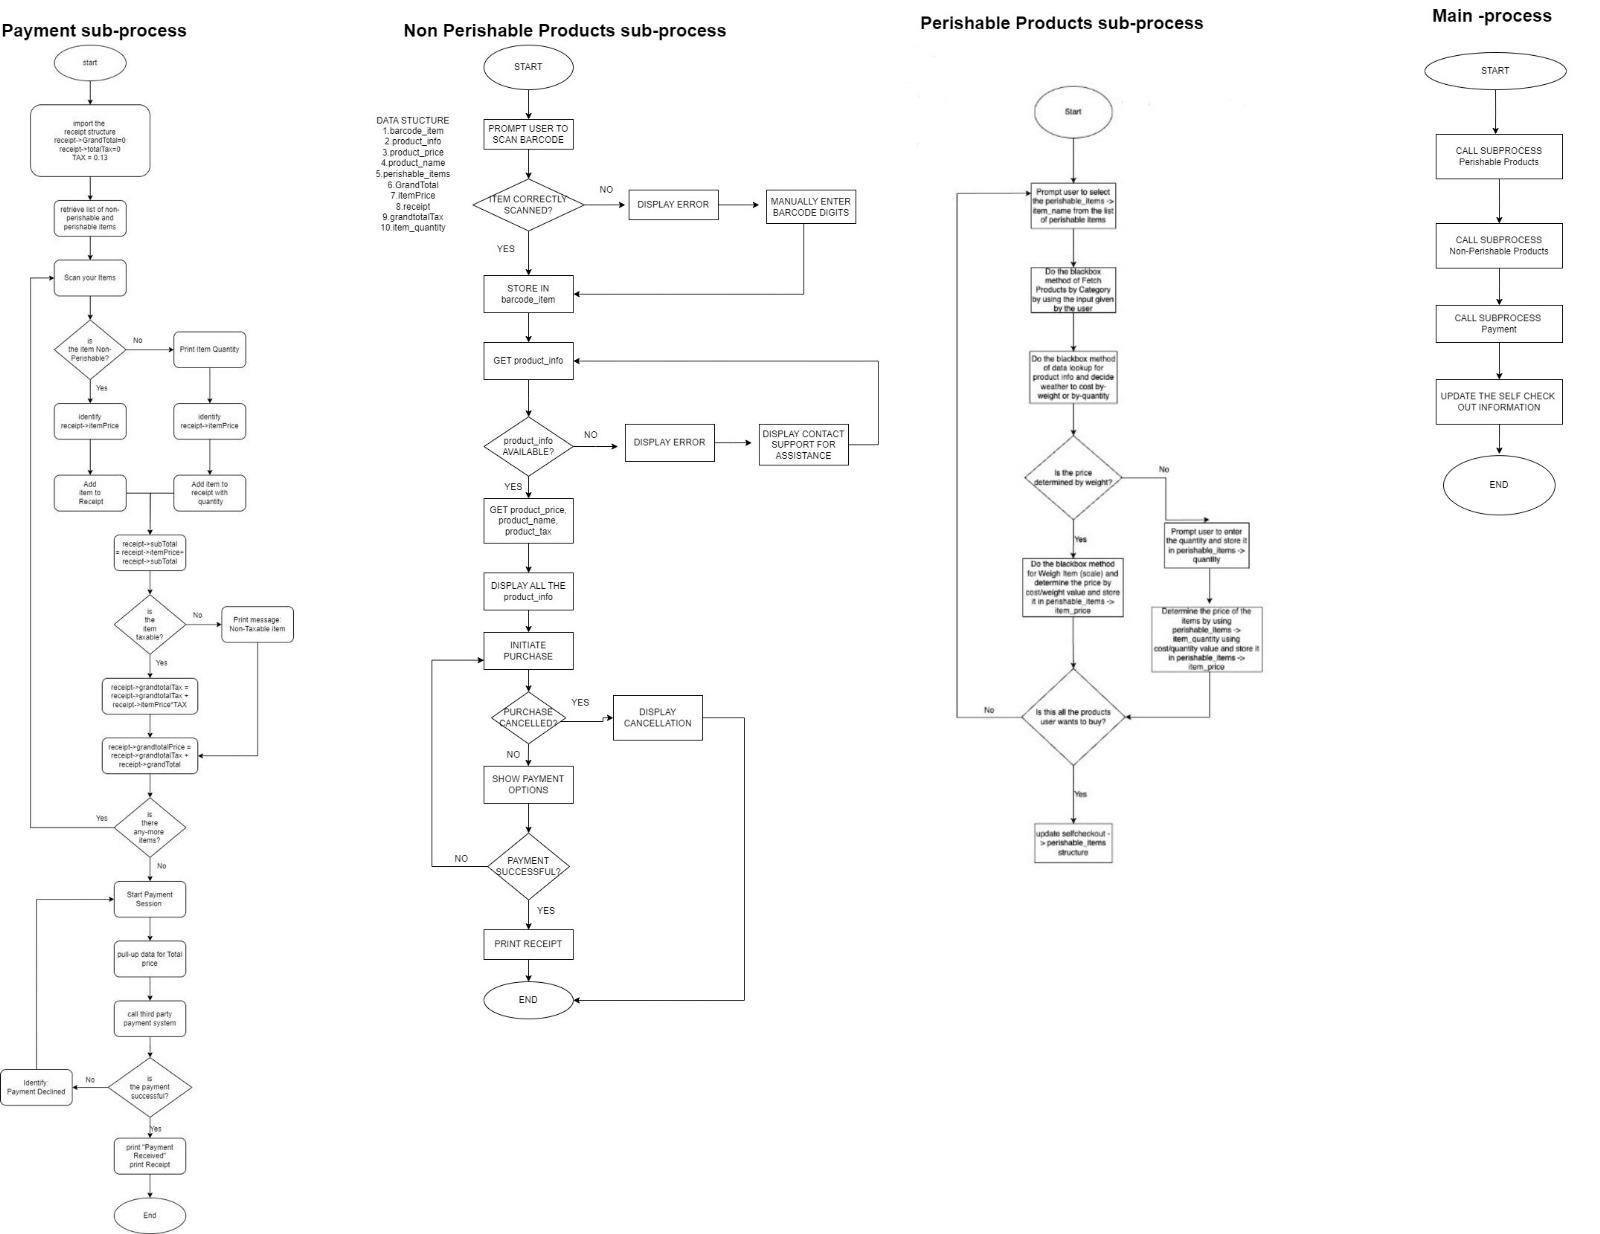 Payment sub-process
start
import the
receipt structure
receipt->GrandTotal=0
receipt->totalTax=0
TAX = 0.13
retrieve list of non-
perishable and
perishable items
Scan your Items
is
the item Non-
Perishable?
No
Print Item Quantity
Yes
identify
receipt->itemPrice
identify
receipt->itemPrice
Add
item to
Receipt
Add item to
receipt with
quantity
receipt->subTotal
= receipt->itemPrice+
receipt->subTotal
is
the
item
taxable?
No
Print message:
Non-Taxable item
Yes
receipt->grandtotalTax =
receipt->grandtotalTax +
receipt->itemPrice*TAX
receipt->grandtotalPrice =
receipt->grandtotalTax +
receipt->grandTotal
is
there
any-more
items?
Yes
No
Start Payment
Session
pull-up data for Total
price
call third party
payment system
is
the payment
successful?
No
Identify:
Payment Declined
Yes
print "Payment
Received"
print Receipt
End
Non Perishable Products sub-process
START
DATA STUCTURE
1.barcode_item
2.product_info
3.product_price
4.product_name
5.perishable_items
6.GrandTotal
7.itemPrice
8.receipt
9.grandtotalTax
10.item_quantity
PROMPT USER TO
SCAN BARCODE
ITEM CORRECTLY
SCANNED?
NO
DISPLAY ERROR
MANUALLY ENTER
BARCODE DIGITS
YES
STORE IN
barcode_item
GET product_info
product_info
AVAILABLE?
NO
DISPLAY ERROR
DISPLAY CONTACT
SUPPORT FOR
ASSISTANCE
YES
GET product_price,
product_name,
product_tax
DISPLAY ALL THE
product_info
INITIATE
PURCHASE
PURCHASE
CANCELLED?
YES
DISPLAY
CANCELLATION
NO
SHOW PAYMENT
OPTIONS
PAYMENT
SUCCESSFUL?
NO
YES
PRINT RECEIPT
END
Perishable Products sub-process
Start
Prompt user to select
the perishable_items ->
item_name from the list
of perishable items
Do the blackbox
method of Fetch
Products by Category
by using the input given
by the user
Do the blackbox method
of data lookup for
product info and decide
weather to cost by-
weight or by-quantity
Is the price
determined by weight?
No
Prompt user to enter
the quantity and store it
in perishable_items ->
quantity
Yes
Do the blackbox method
for Weigh Item (scale) and
determine the price by
cost/weight value and store
it in perishable_items ->
item_price
Determine the price of the
items by using
perishable_items ->
item_quantity using
cost/quantity value and store it
in perishable_items ->
item_price
Is this all the products
user wants to buy?
No
Yes
update selfcheckout -
> perishable_items
structure
Main -process
START
CALL SUBPROCESS
Perishable Products
CALL SUBPROCESS
Non-Perishable Products
CALL SUBPROCESS
Payment
UPDATE THE SELF CHECK
OUT INFORMATION
END